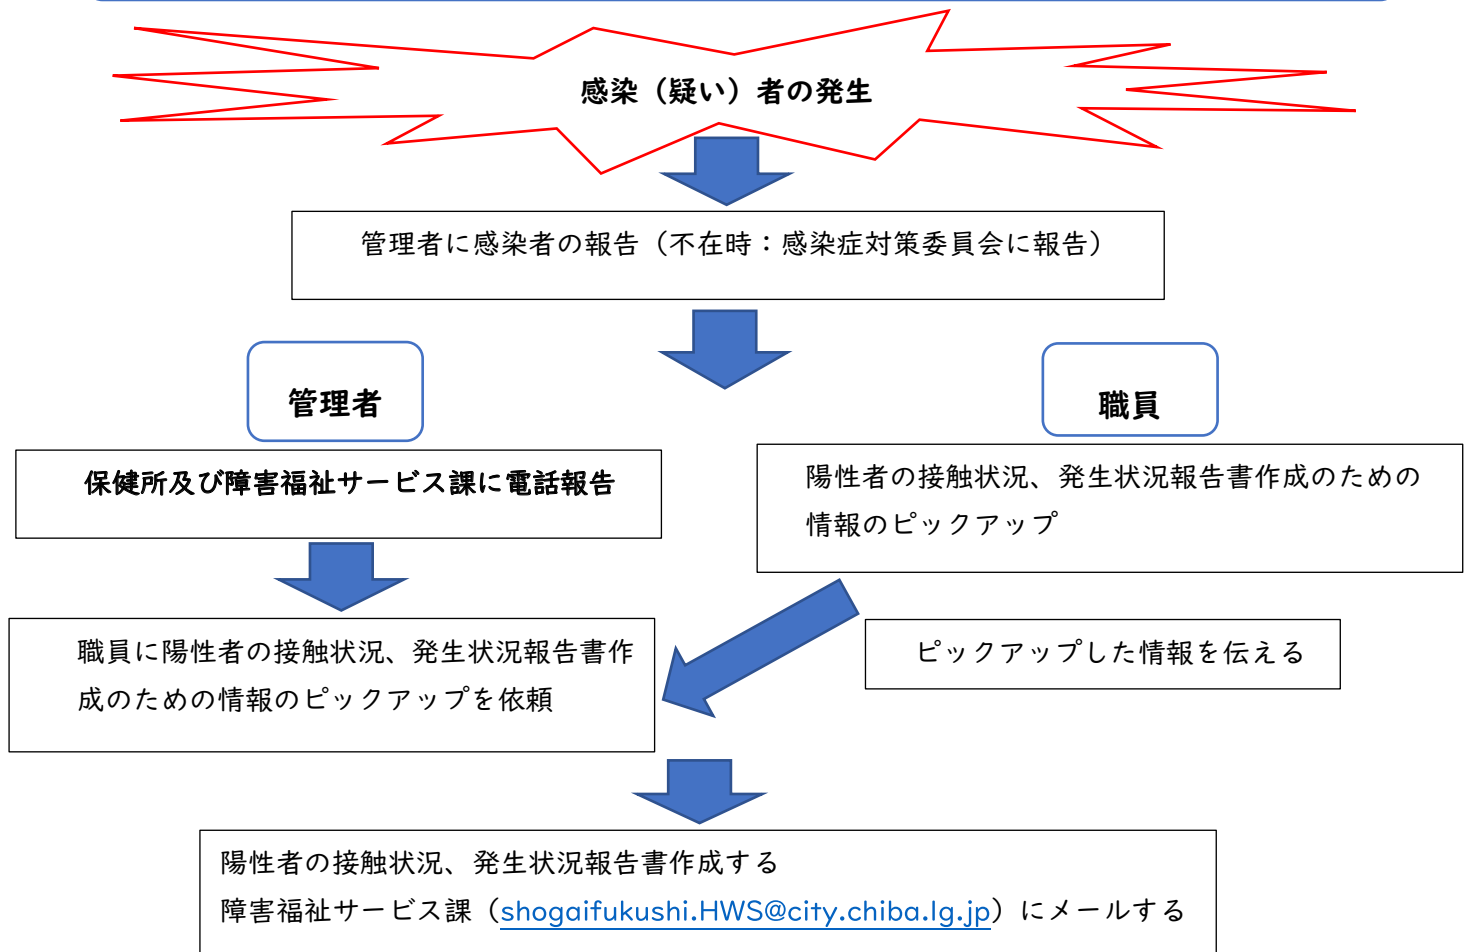 感染（疑い）者の発生
管理者に感染者の報告（不在時：感染症対策委員会に報告）
管理者
職員
保健所及び障害福祉サービス課に電話報告
陽性者の接触状況、発生状況報告書作成のための
情報のピックアップ
職員に陽性者の接触状況、発生状況報告書作
成のための情報のピックアップを依頼
ピックアップした情報を伝える
陽性者の接触状況、発生状況報告書作成する
障害福祉サービス課（shogaifukushi.HWS@city.chiba.lg.jp）にメールする